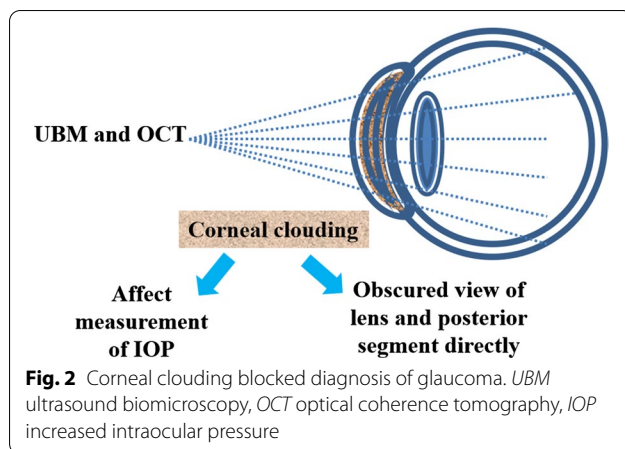 UBM and OCT
Corneal clouding
Affect
measurement
of IOP
Obscured view of
lens and posterior
segment directly
Fig. 2 Corneal clouding blocked diagnosis of glaucoma. UBM
ultrasound biomicroscopy, OCT optical coherence tomography, IOP
increased intraocular pressure